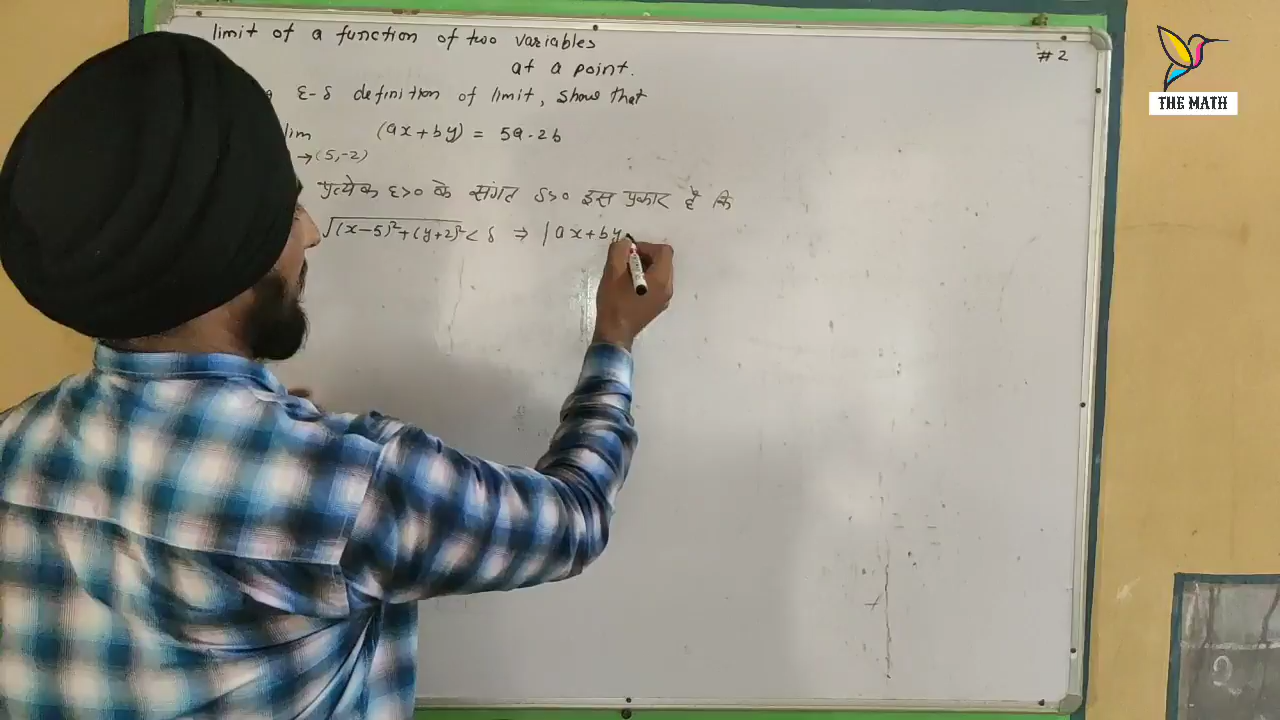 limit of a function of two variables
at a point.
# 2
THE MATH
ε-δ definition of limit, show that
lim (ax+by) = 5a-2b
→(5,-2)
प्रत्येक ε>0 के संगत δ>0 इस प्रकार है कि
√(x-5)²+(y+2)² < δ ⇒ |ax+by